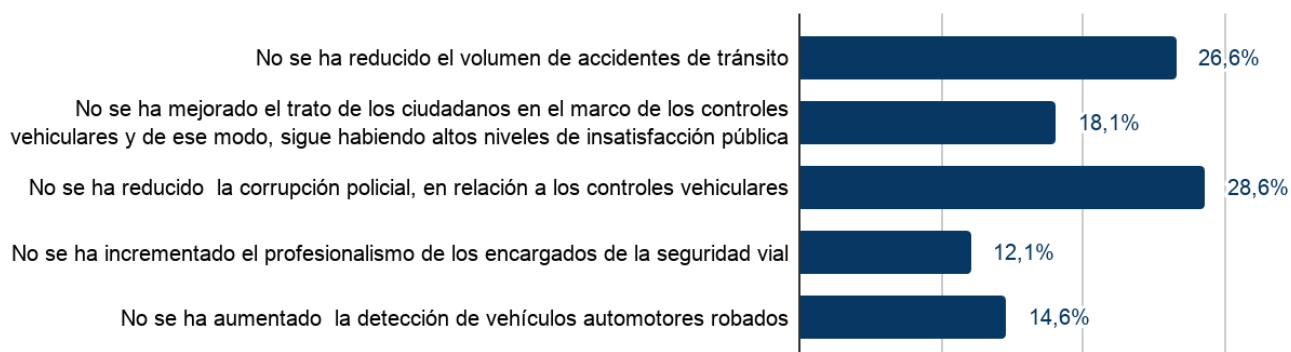 No se ha reducido el volumen de accidentes de tránsito
26,6%
No se ha mejorado el trato de los ciudadanos en el marco de los controles
vehiculares y de ese modo, sigue habiendo altos niveles de insatisfacción pública
18,1%
No se ha reducido  la corrupción policial, en relación a los controles vehiculares
28,6%
No se ha incrementado el profesionalismo de los encargados de la seguridad vial
12,1%
No se ha aumentado  la detección de vehículos automotores robados
14,6%